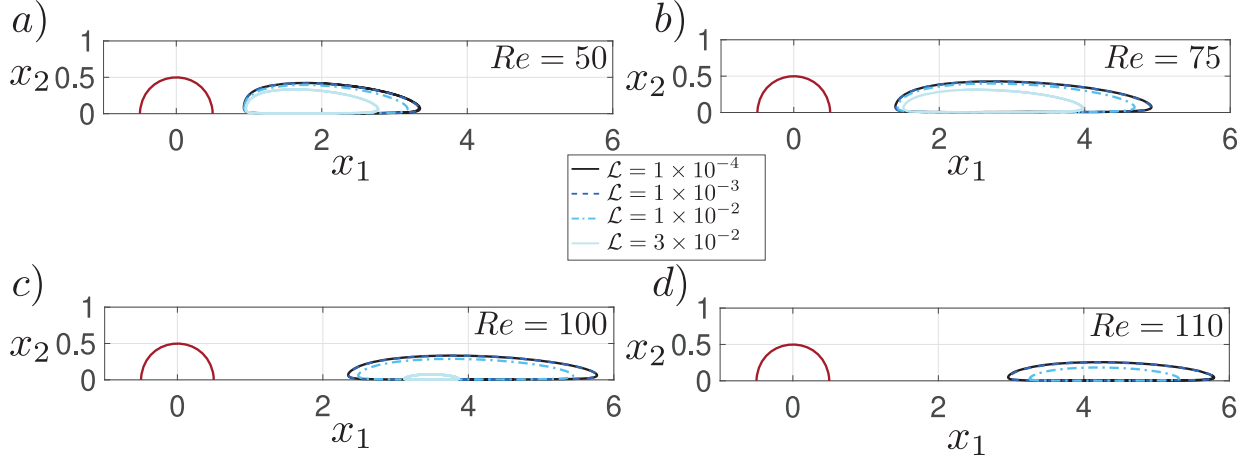 a)
Re = 50
x₂
1
0.5
0
0 2 4 6
x₁
b)
Re = 75
x₂
1
0.5
0
0 2 4 6
x₁
ℒ = 1 × 10⁻⁴
ℒ = 1 × 10⁻³
ℒ = 1 × 10⁻²
ℒ = 3 × 10⁻²
c)
Re = 100
x₂
1
0.5
0
0 2 4 6
x₁
d)
Re = 110
x₂
1
0.5
0
0 2 4 6
x₁